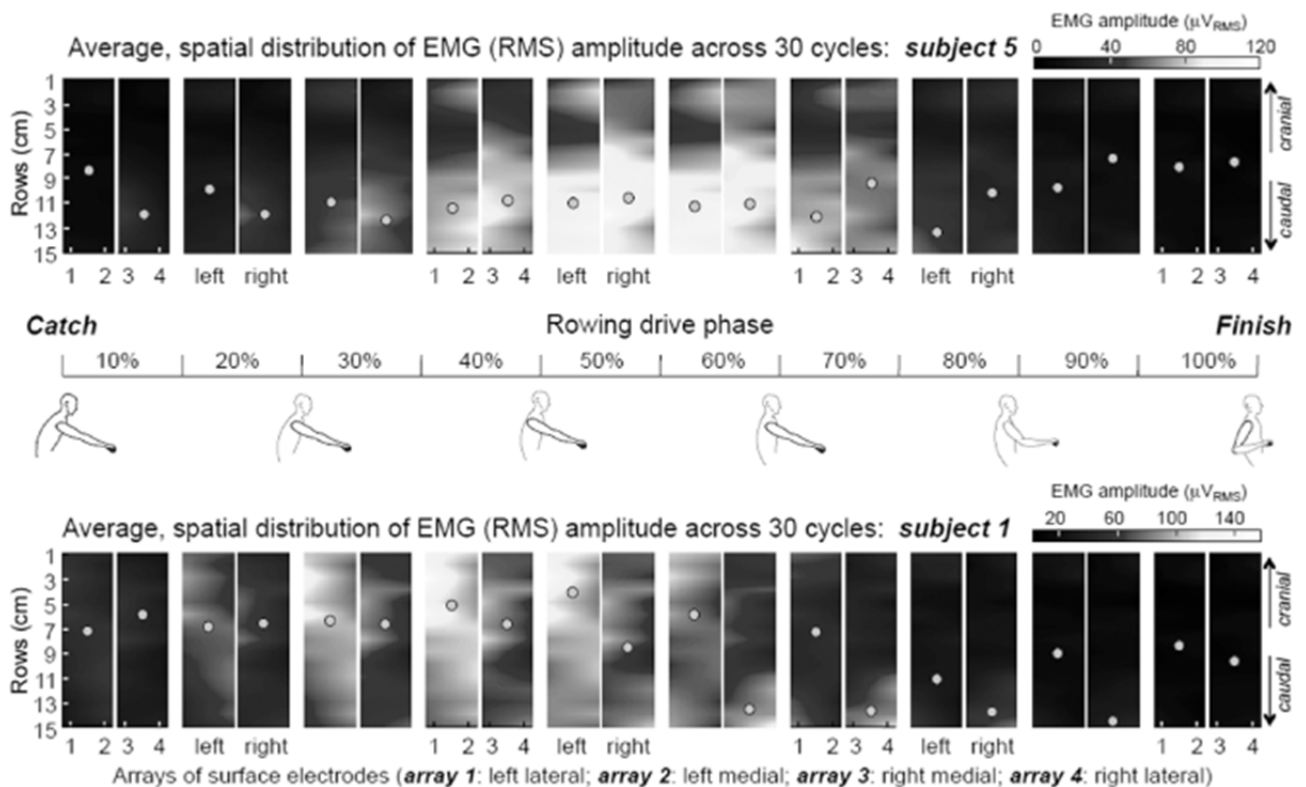 EMG amplitude (μVRMS)
0 40 80 120
Average, spatial distribution of EMG (RMS) amplitude across 30 cycles: subject 5
Rows (cm)
1
3
5
7
9
11
13
15
cranial
caudal
1 2 3 4 left right 1 2 3 4 left right 1 2 3 4 left right 1 2 3 4
Catch Rowing drive phase Finish
10% 20% 30% 40% 50% 60% 70% 80% 90% 100%
EMG amplitude (μVRMS)
20 60 100 140
Average, spatial distribution of EMG (RMS) amplitude across 30 cycles: subject 1
Rows (cm)
1
3
5
7
9
11
13
15
cranial
caudal
1 2 3 4 left right 1 2 3 4 left right 1 2 3 4 left right 1 2 3 4
Arrays of surface electrodes (array 1: left lateral; array 2: left medial; array 3: right medial; array 4: right lateral)